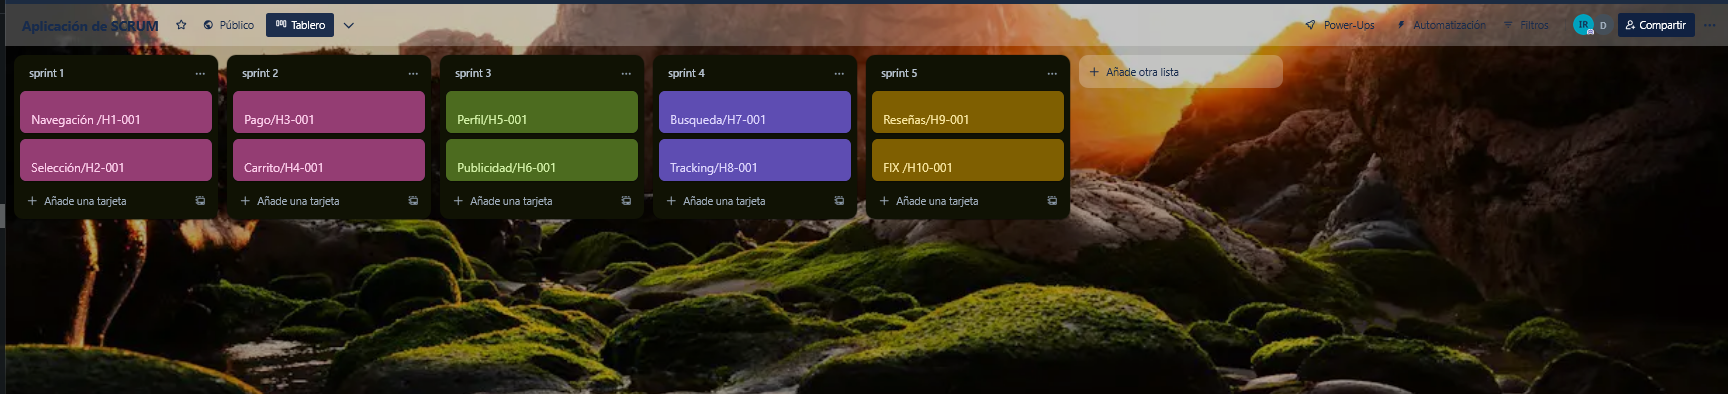 Aplicación de SCRUM
Público
Tablero
Power-Ups
Automatización
Filtros
IR
D
Compartir
sprint 1
Navegación /H1-001
Selección/H2-001
+ Añade una tarjeta
sprint 2
Pago/H3-001
Carrito/H4-001
+ Añade una tarjeta
sprint 3
Perfil/H5-001
Publicidad/H6-001
+ Añade una tarjeta
sprint 4
Busqueda/H7-001
Tracking/H8-001
+ Añade una tarjeta
sprint 5
Reseñas/H9-001
FIX /H10-001
+ Añade una tarjeta
+ Añade otra lista